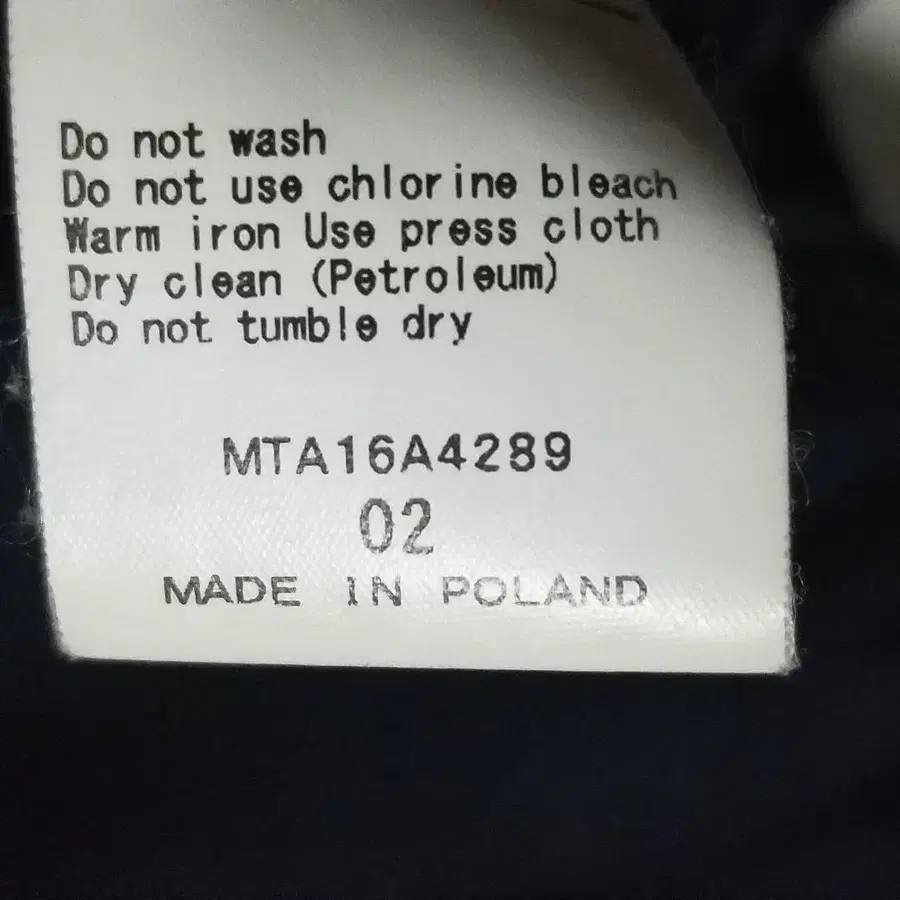 Do not wash
Do not use chlorine bleach
Warm iron Use press cloth
Dry clean (Petroleum)
Do not tumble dry
MTA16A4289
02
MADE IN POLAND